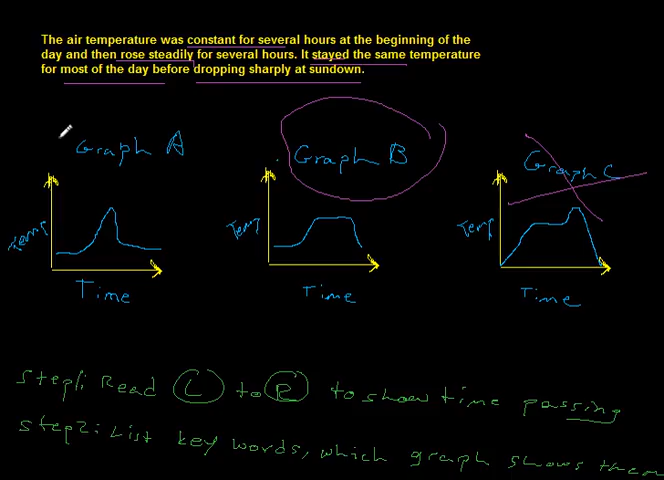 The air temperature was constant for several hours at the beginning of the
day and then rose steadily for several hours. It stayed the same temperature
for most of the day before dropping sharply at sundown.
Graph A Graph B Graph C
Temp Temp Temp
Time Time Time
Step1: Read L to R to show time passing
Step2: List key words, which graph shows them